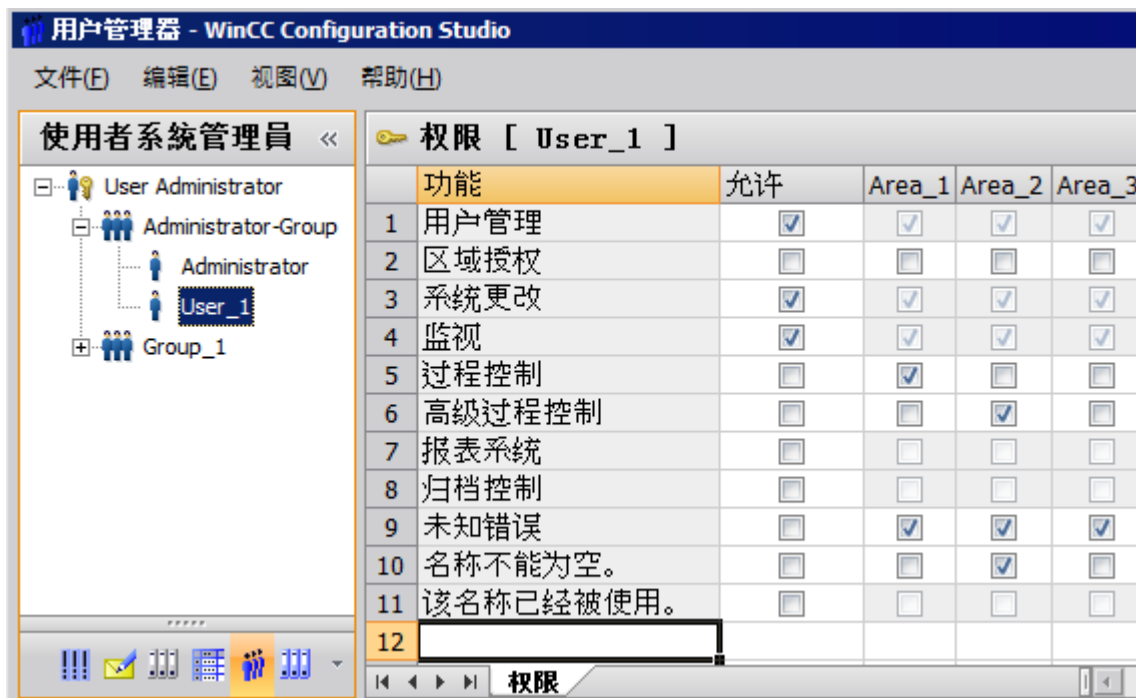 用户管理器 - WinCC Configuration Studio
文件(F) 编辑(E) 视图(V) 帮助(H)
使用者系統管理員 «
User Administrator
Administrator-Group
Administrator
User_1
Group_1
权限 [ User_1 ]
功能 允许 Area_1 Area_2 Area_3
1 用户管理
2 区域授权
3 系统更改
4 监视
5 过程控制
6 高级过程控制
7 报表系统
8 归档控制
9 未知错误
10 名称不能为空。
11 该名称已经被使用。
12
权限